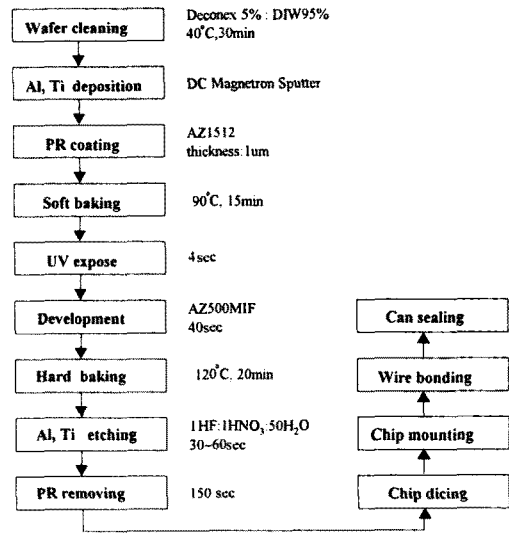 Wafer cleaning
Deconex 5% : DIW95%
40°C,30min
Al, Ti deposition
DC Magnetron Sputter
PR coating
AZ1512
thickness:1um
Soft baking
90°C, 15min
UV expose
4sec
Development
AZ500MIF
40sec
Hard baking
120°C, 20min
Al, Ti etching
1HF:1HNO₃:50H₂O
30~60sec
PR removing
150 sec
Chip dicing
Chip mounting
Wire bonding
Can sealing